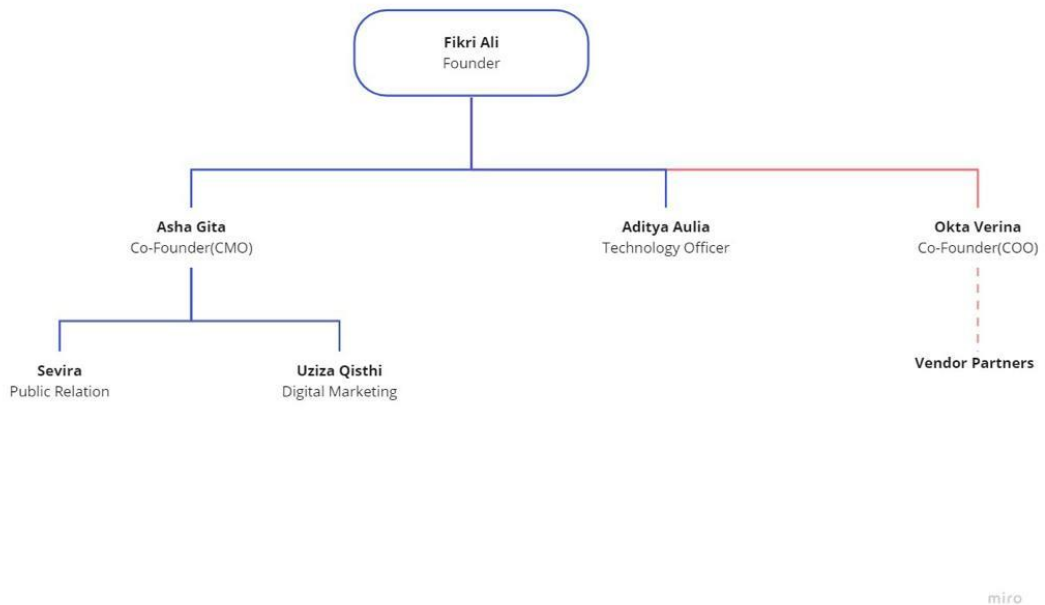 Fikri Ali
Founder
Asha Gita
Co-Founder(CMO)
Aditya Aulia
Technology Officer
Okta Verina
Co-Founder(COO)
Sevira
Public Relation
Uziza Qisthi
Digital Marketing
Vendor Partners
miro